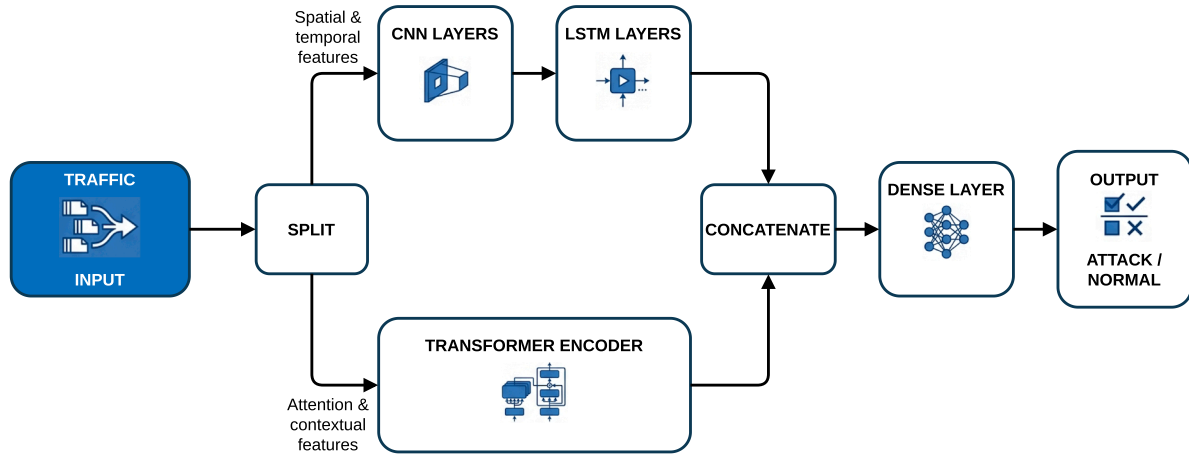 Spatial &
temporal
features
CNN LAYERS
LSTM LAYERS
TRAFFIC
INPUT
SPLIT
CONCATENATE
DENSE LAYER
OUTPUT
ATTACK /
NORMAL
TRANSFORMER ENCODER
Attention &
contextual
features